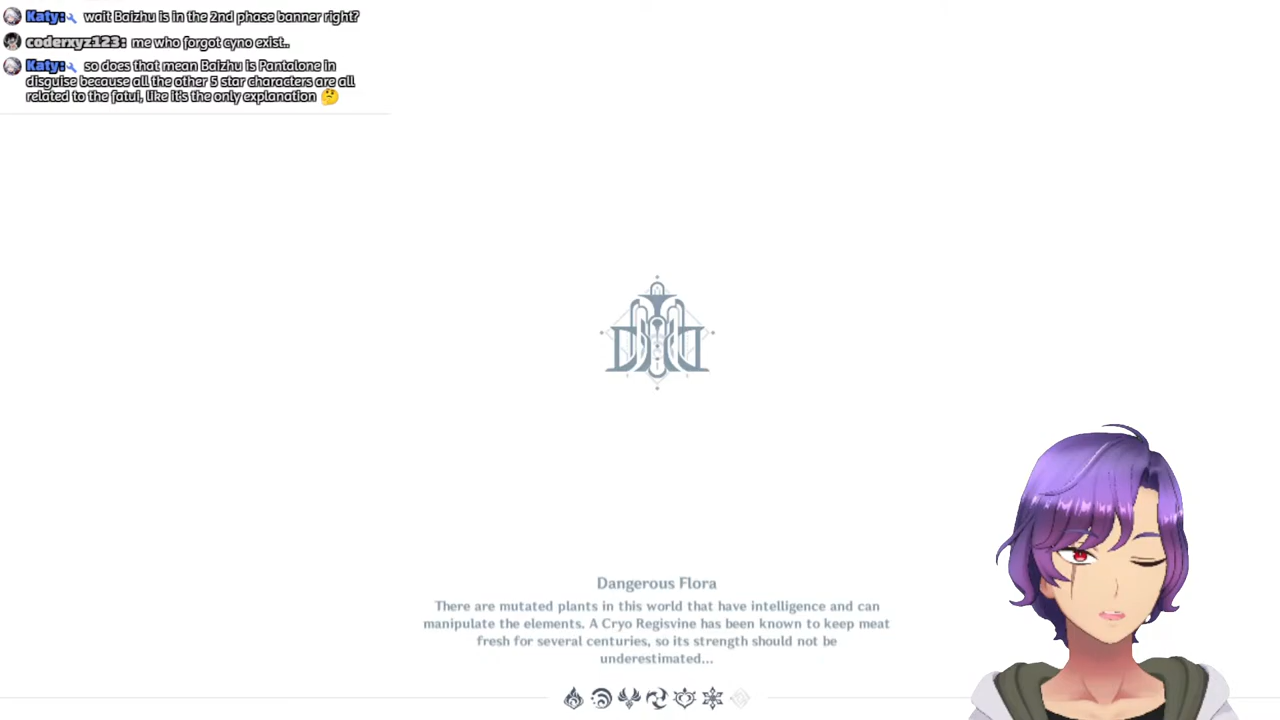 Katy: wait Baizhu is in the 2nd phase banner right?
coderxyz123: me who forgot cyno exist..
Katy: so does that mean Baizhu is Pantalone in
disguise because all the other 5 star characters are all
related to the fatui, like it's the only explanation 🤔
Dangerous Flora
There are mutated plants in this world that have intelligence and can
manipulate the elements. A Cryo Regisvine has been known to keep meat
fresh for several centuries, so its strength should not be
underestimated...